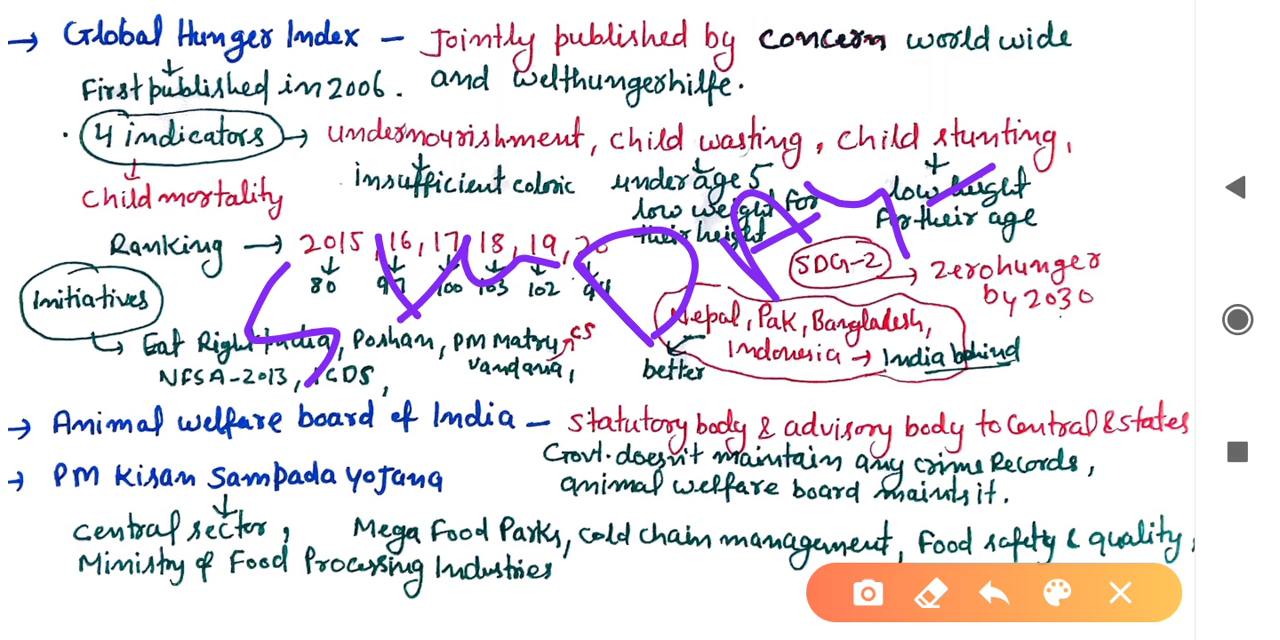 → Global Hunger Index – Jointly published by concern world wide
First published in 2006. and welthungerhilfe.
· 4 indicators → undernourishment, child wasting, child stunting,
child mortality insufficient caloric under age 5 low height
low weight for for their age
their height
Ranking → 2015, 16, 17, 18, 19, 20
80 97 100 103 102 94
SDG-2 → Zero hunger
by 2030
Initiatives
Eat Right India, Poshan, PM Matry CS
vandana,
NFSA-2013, ICDS,
Nepal, Pak, Bangladesh,
Indonesia → India behind
better
STUDPAY
→ Animal welfare board of India – Statutory body & advisory body to Central & states
Govt. doesn't maintain any crime Records,
animal welfare board maints it.
→ PM Kisan Sampada yojana
central sector, Mega Food Parks, cold chain management, Food safety & quality,
Ministry of Food Processing Industries